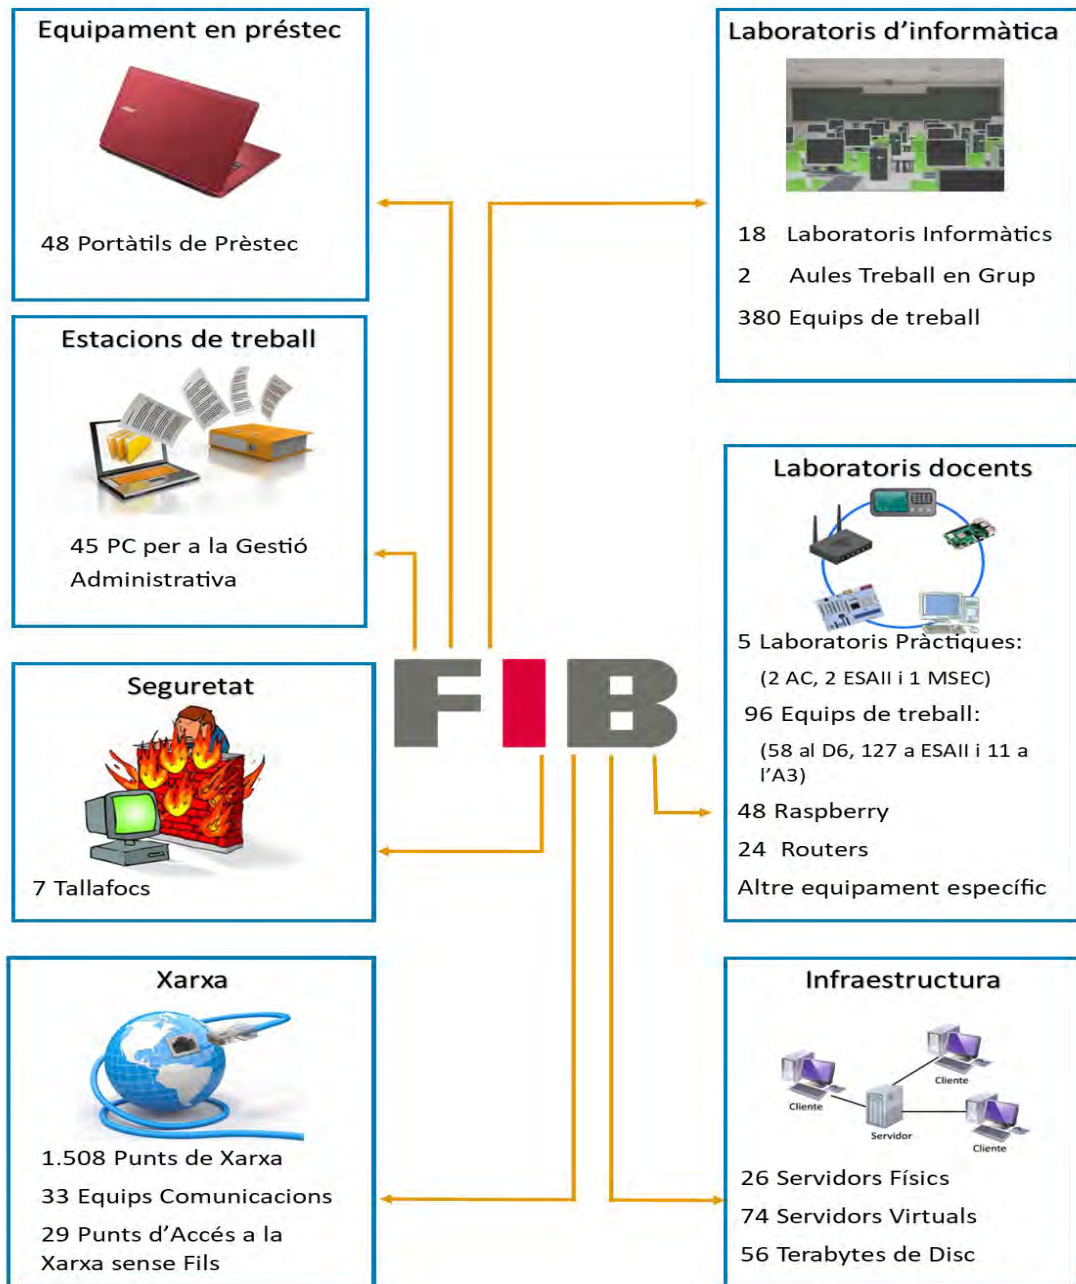 Equipament en préstec
48 Portàtils de Prèstec
Estacions de treball
45 PC per a la Gestió
Administrativa
Seguretat
7 Tallafocs
Xarxa
1.508 Punts de Xarxa
33 Equips Comunicacions
29 Punts d'Accés a la
Xarxa sense Fils
FIB
Laboratoris d'informàtica
18 Laboratoris Informàtics
2 Aules Treball en Grup
380 Equips de treball
Laboratoris docents
5 Laboratoris Pràctiques:
(2 AC, 2 ESAII i 1 MSEC)
96 Equips de treball:
(58 al D6, 127 a ESAII i 11 a
l'A3)
48 Raspberry
24 Routers
Altre equipament específic
Infraestructura
Cliente
Cliente
Servidor
Cliente
26 Servidors Físics
74 Servidors Virtuals
56 Terabytes de Disc